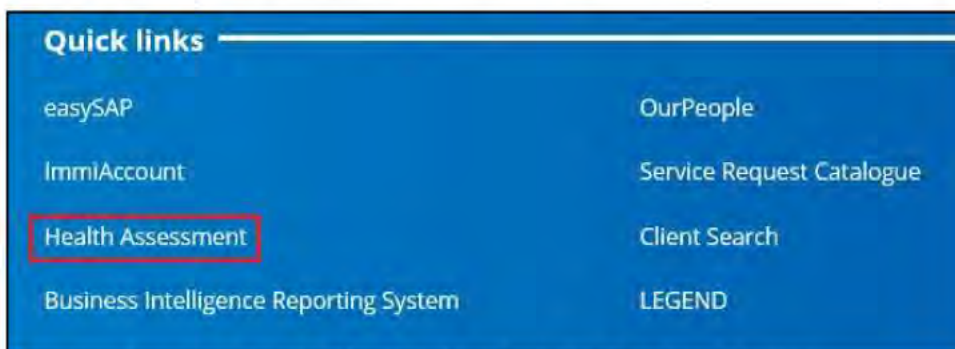 Quick links
easySAP
OurPeople
ImmiAccount
Service Request Catalogue
Health Assessment
Client Search
Business Intelligence Reporting System
LEGEND